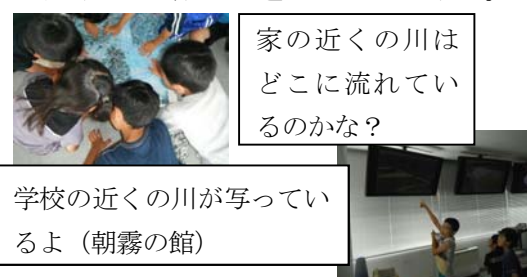 家の近くの川は
どこに流れてい
るのかな？
学校の近くの川が写ってい
るよ（朝霧の館）